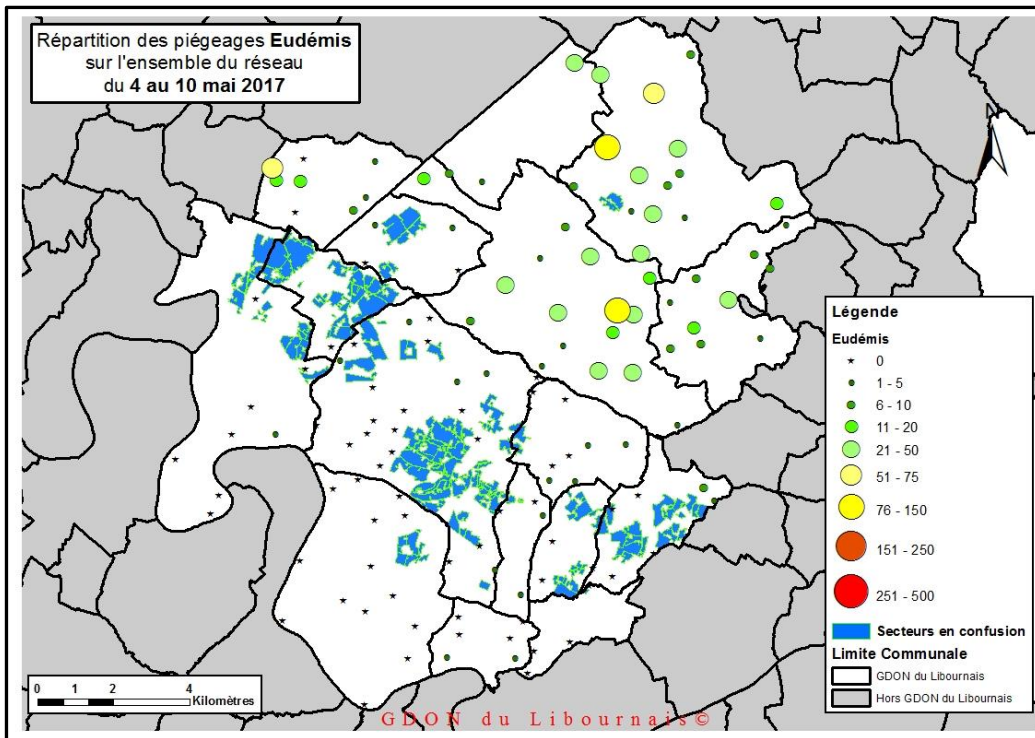 Répartition des piégeages Eudémis
sur l'ensemble du réseau
du 4 au 10 mai 2017
N
Légende
Eudémis
0
1 - 5
6 - 10
11 - 20
21 - 50
51 - 75
76 - 150
151 - 250
251 - 500
Secteurs en confusion
Limite Communale
GDON du Libournais
Hors GDON du Libournais
0 1 2 4
Kilomètres
GDON du Libournais©